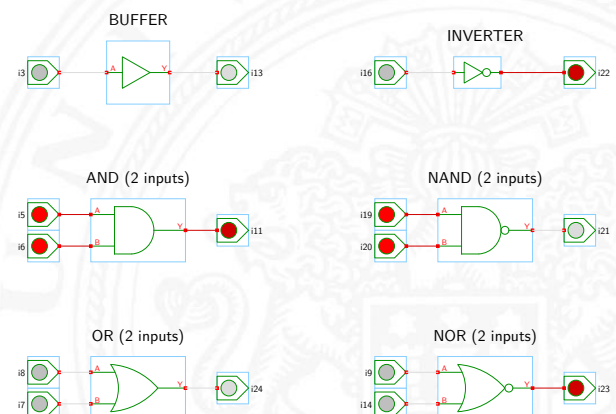 BUFFER
INVERTER
i3 A Y i13
i16 i22
AND (2 inputs)
NAND (2 inputs)
i5 A Y i11
i6 B
i19 A Y i21
i20 B
OR (2 inputs)
NOR (2 inputs)
i8 A Y i24
i7 B
i9 A Y i23
i14 B